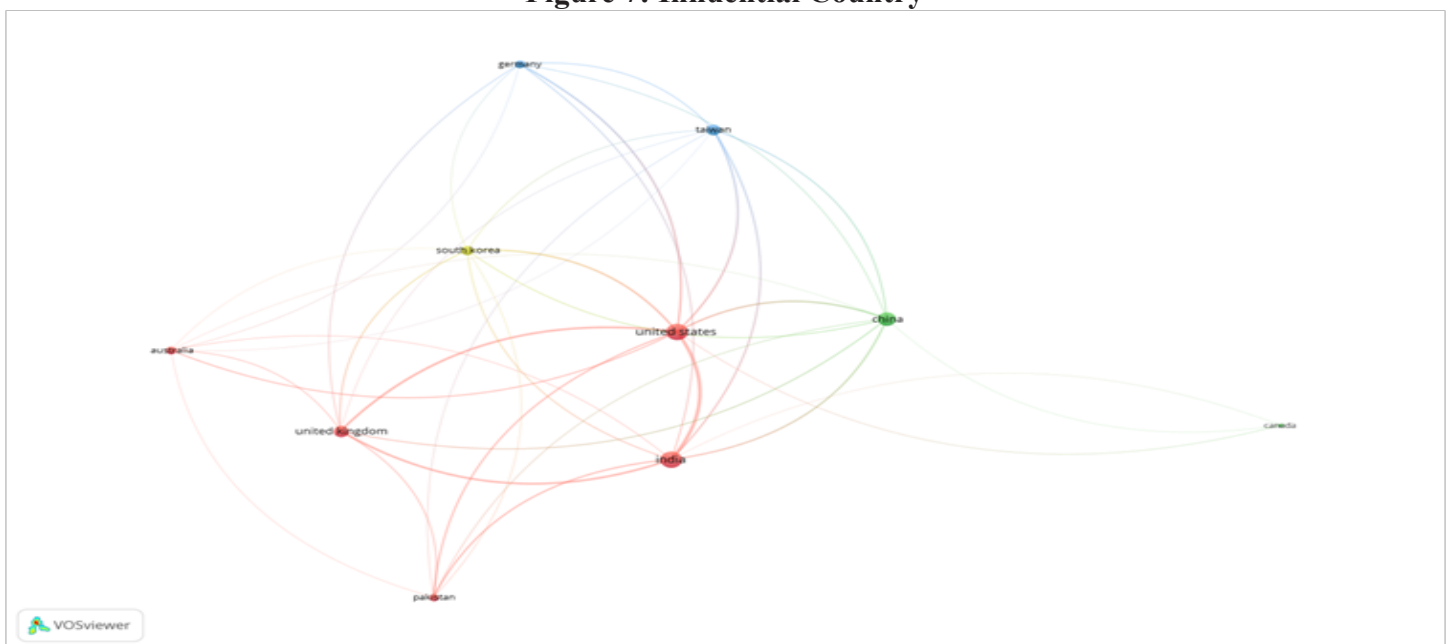 Figure 7. Influential Country
germany
taiwan
south korea
united states
china
australia
canada
united kingdom
india
pakistan
VOSviewer